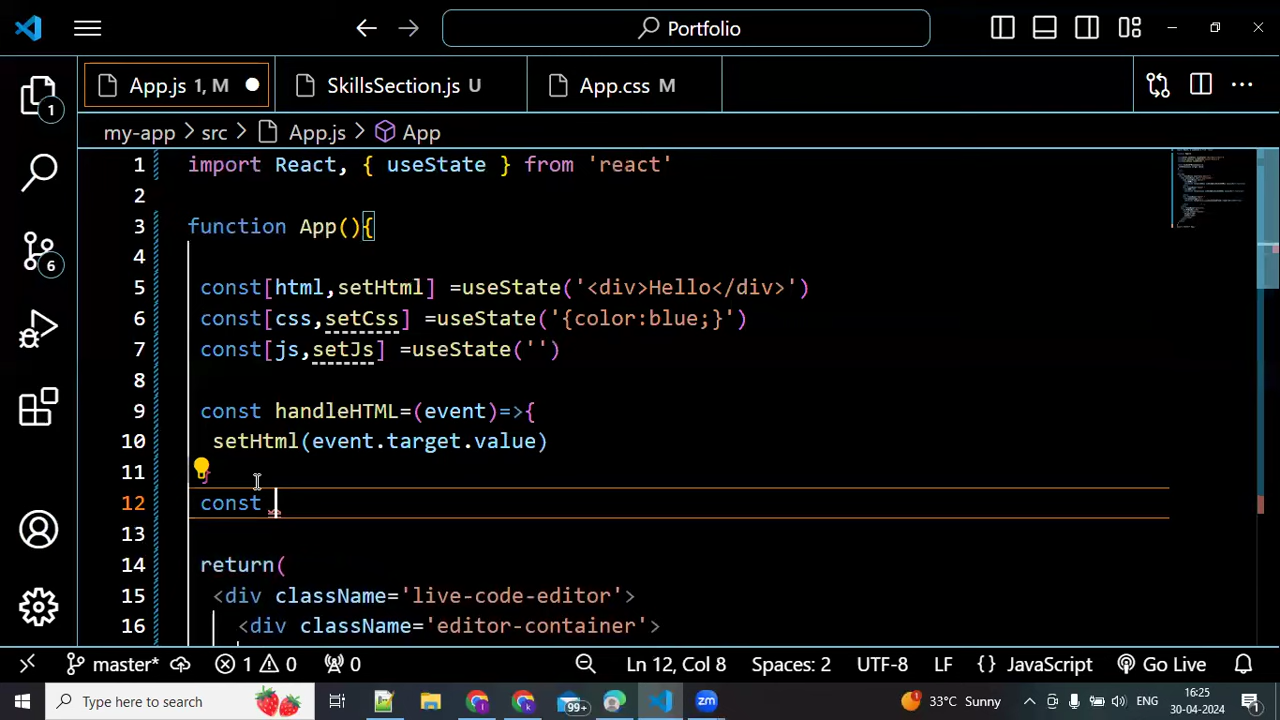 Portfolio
App.js 1, M
SkillsSection.js U
App.css M
my-app > src > App.js > App
1 import React, { useState } from 'react'
2
3 function App(){
4
5 const[html,setHtml] =useState('<div>Hello</div>')
6 const[css,setCss] =useState('{color:blue;}')
7 const[js,setJs] =useState('')
8
9 const handleHTML=(event)=>{
10 setHtml(event.target.value)
11 }
12 const
13
14 return(
15 <div className='live-code-editor'>
16 <div className='editor-container'>
1
6
master* 1 0 0 Ln 12, Col 8 Spaces: 2 UTF-8 LF {} JavaScript Go Live
Type here to search
99+
zm
33°C Sunny
ENG
16:25
30-04-2024
1